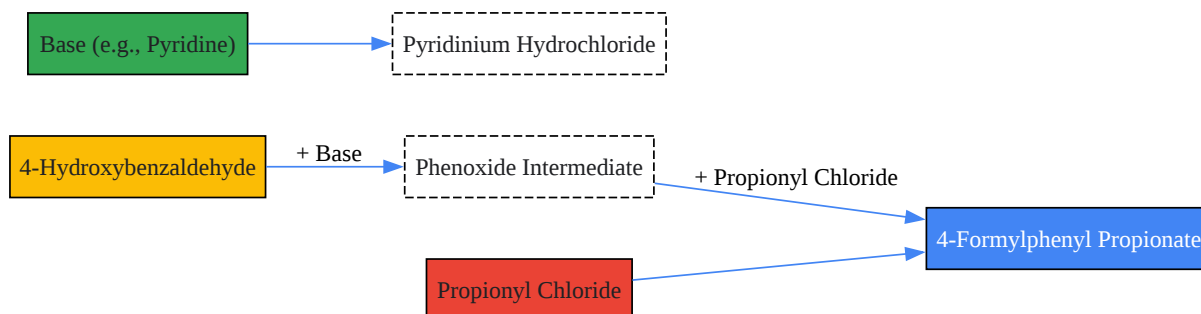 Base (e.g., Pyridine)
Pyridinium Hydrochloride
4-Hydroxybenzaldehyde
+ Base
Phenoxide Intermediate
+ Propionyl Chloride
4-Formylphenyl Propionate
Propionyl Chloride